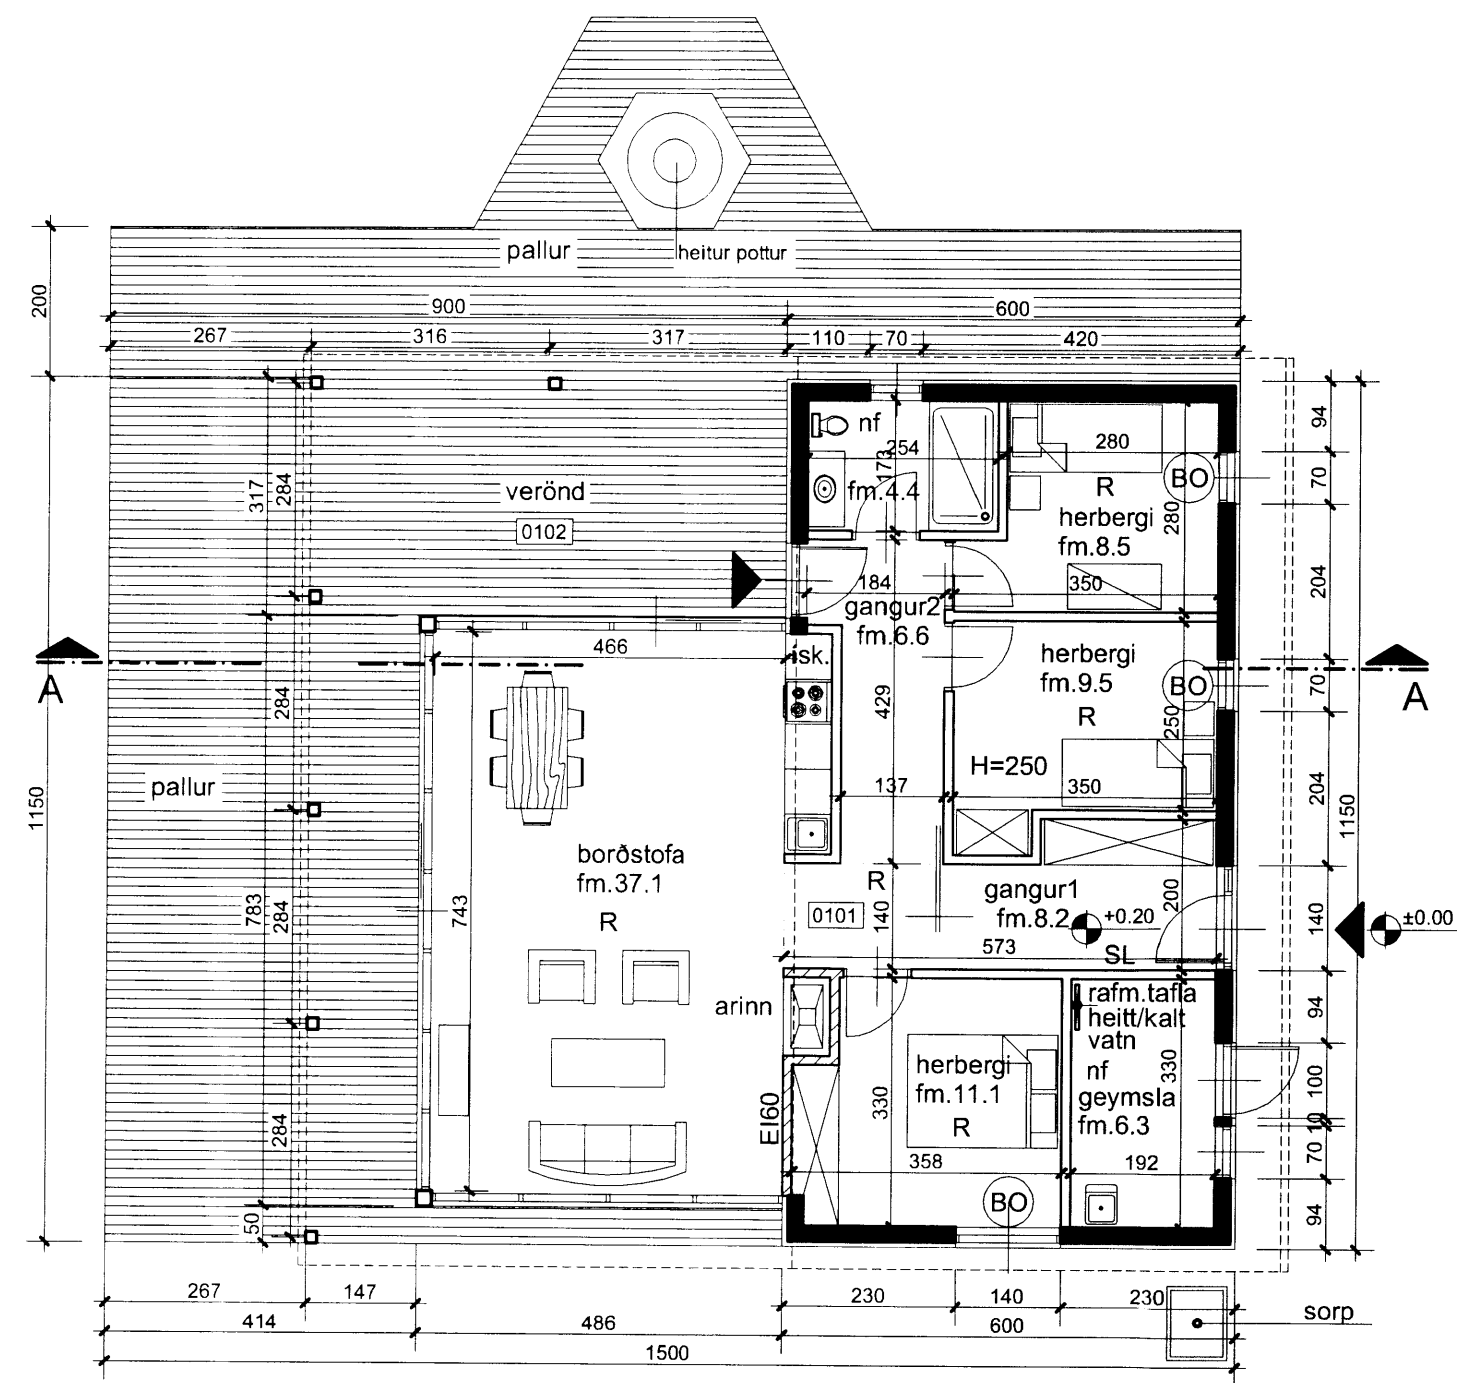 pallur
heitur pottur
200
900
600
267
316
317
110
70
420
nf
254
173
fm.4.4
280
BO
R
herbergi
fm.8.5
280
94
70
317
284
verönd
0102
184
350
204
gangur2
fm.6.6
466
ísk.
herbergi
fm.9.5
R
BO
250
70
A
A
284
429
H=250
pallur
137
350
204
1150
1150
borðstofa
fm.37.1
R
R
0101
140
gangur1
fm.8.2
200
+0.20
±0.00
140
783
284
743
573
SL
arinn
rafm.tafla
heitt/kalt
vatn
nf
geymsla
fm.6.3
330
94
100
10
herbergi
fm.11.1
R
330
EI60
284
358
192
70
BO
50
94
267
147
230
140
230
sorp
414
486
600
1500